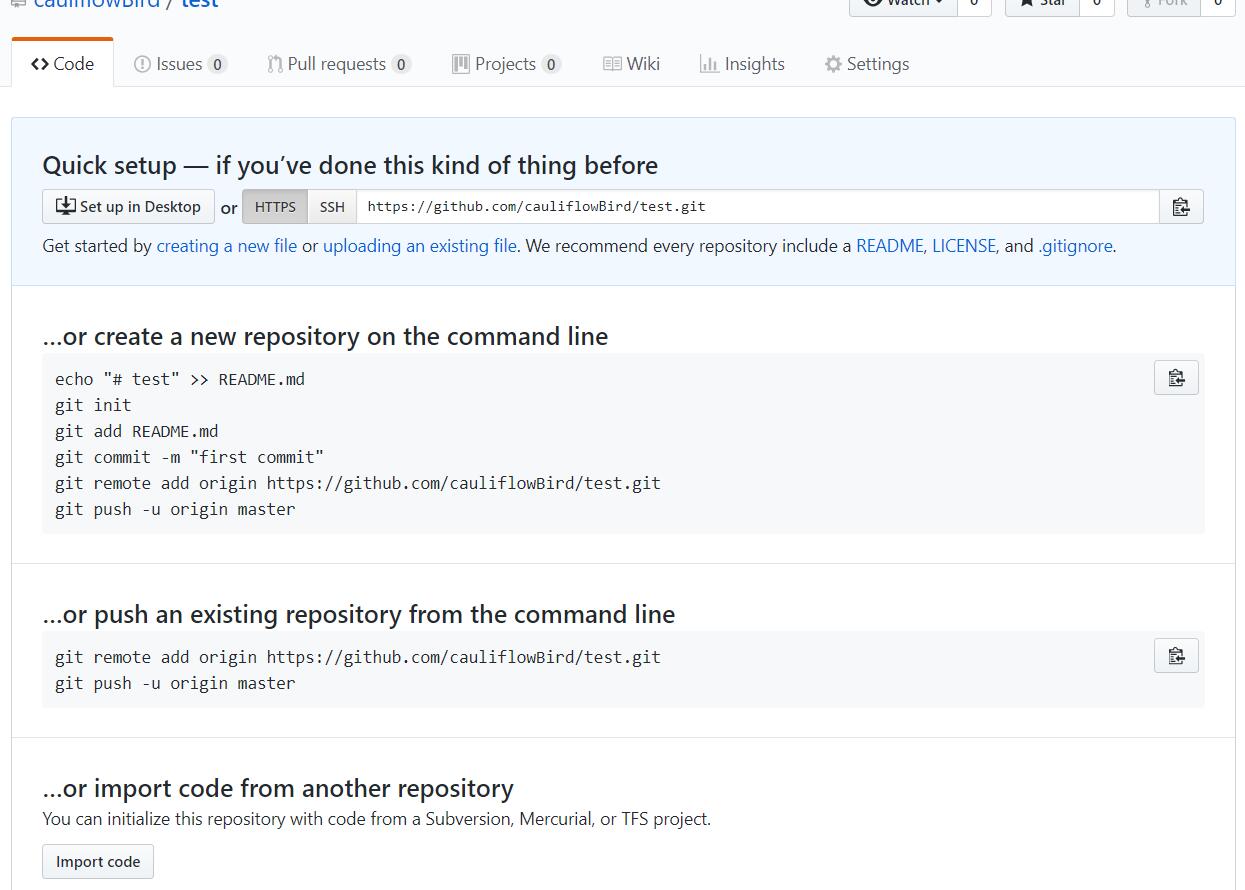 cauliflowBird / test
Watch 0 Star 0 Fork 0
Code Issues 0 Pull requests 0 Projects 0 Wiki Insights Settings
Quick setup — if you’ve done this kind of thing before
Set up in Desktop or HTTPS SSH https://github.com/cauliflowBird/test.git
Get started by creating a new file or uploading an existing file. We recommend every repository include a README, LICENSE, and .gitignore.
…or create a new repository on the command line
echo "# test" >> README.md
git init
git add README.md
git commit -m "first commit"
git remote add origin https://github.com/cauliflowBird/test.git
git push -u origin master
…or push an existing repository from the command line
git remote add origin https://github.com/cauliflowBird/test.git
git push -u origin master
…or import code from another repository
You can initialize this repository with code from a Subversion, Mercurial, or TFS project.
Import code